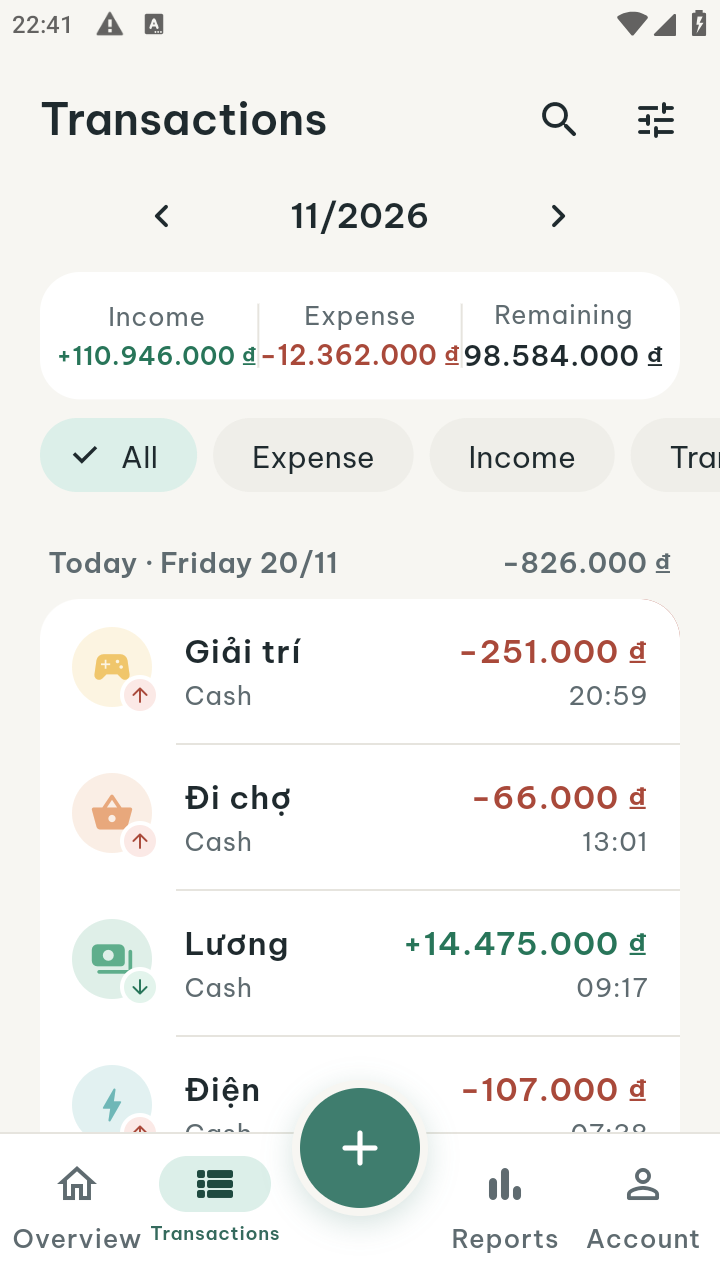 22:41
Transactions
11/2026
Income Expense Remaining
+110.946.000 ₫ -12.362.000 ₫ 98.584.000 ₫
All Expense Income
Today · Friday 20/11 -826.000 ₫
Giải trí -251.000 ₫
Cash 20:59
Đi chợ -66.000 ₫
Cash 13:01
Lương +14.475.000 ₫
Cash 09:17
Điện -107.000 ₫
Cash
Overview Transactions Reports Account